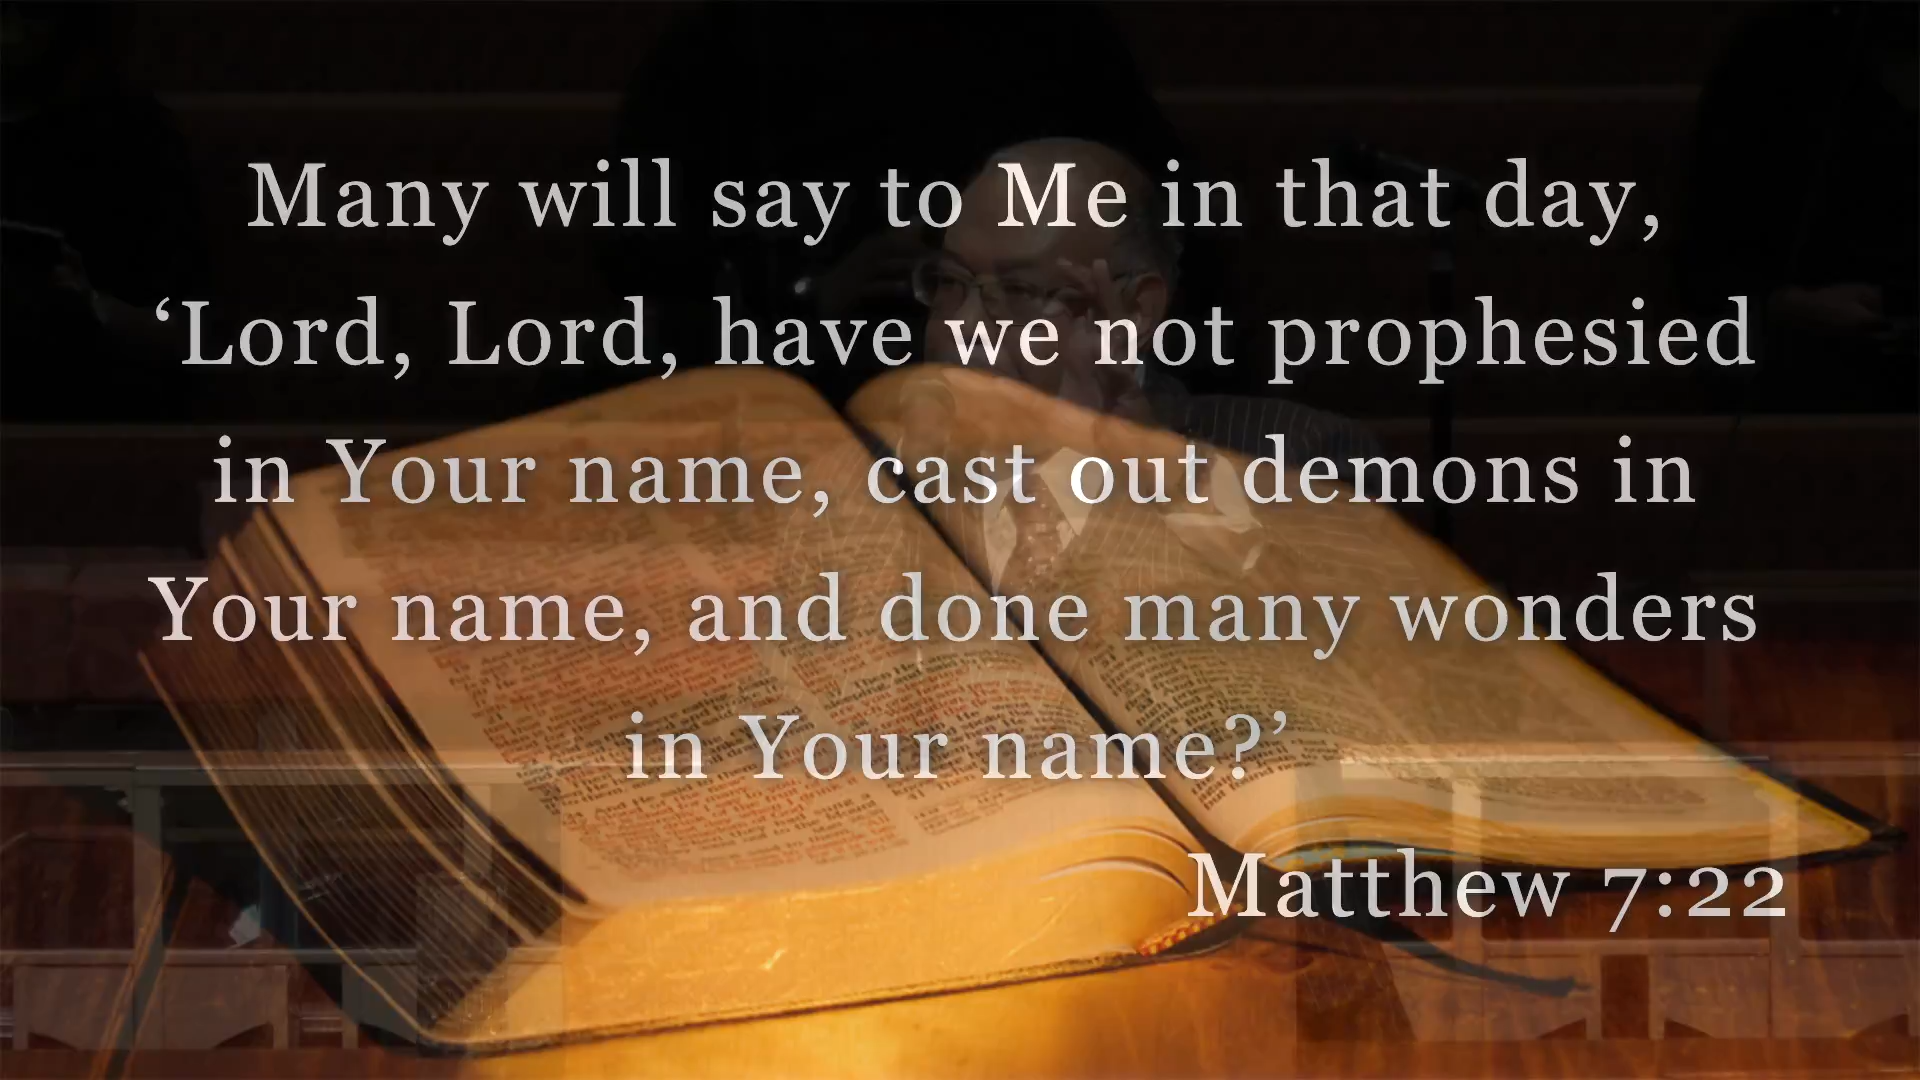 Many will say to Me in that day,
‘Lord, Lord, have we not prophesied
in Your name, cast out demons in
Your name, and done many wonders
in Your name?’
Matthew 7:22